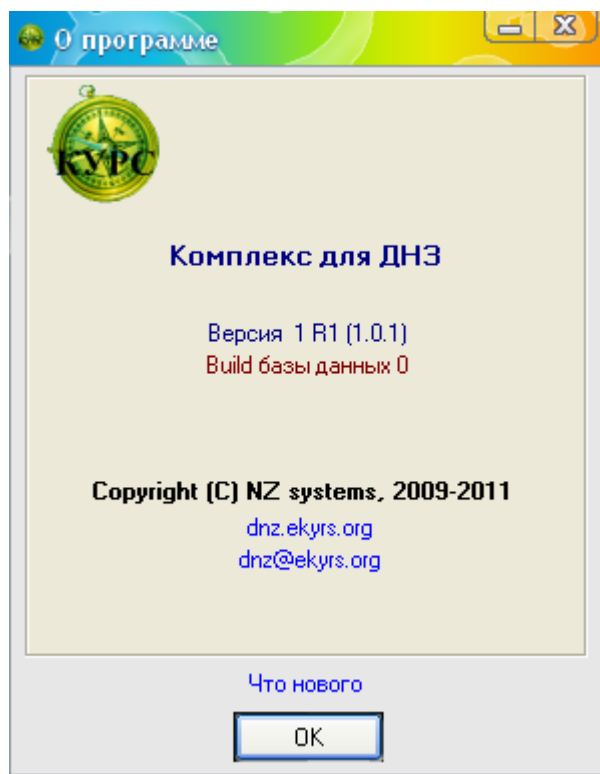 О программе
КУРС
Комплекс для ДНЗ
Версия 1 R1 (1.0.1)
Build базы данных 0
Copyright (C) NZ systems, 2009-2011
dnz.ekyrs.org
dnz@ekyrs.org
Что нового
OK